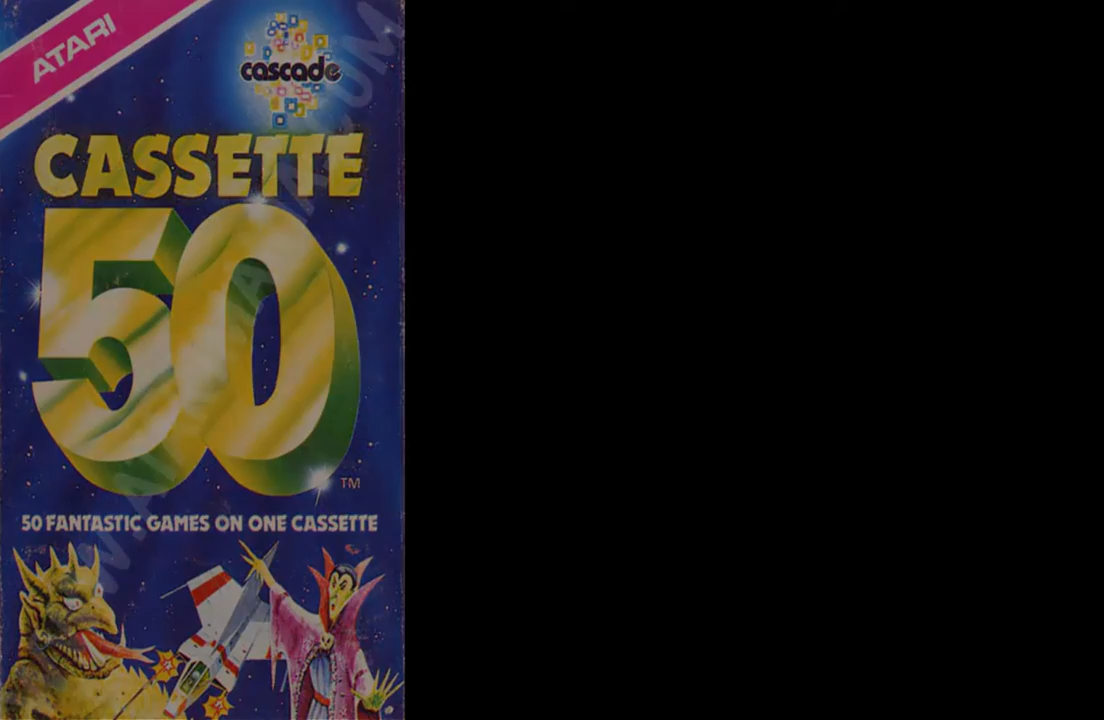 ATARI
cascade
CASSETTE
50
TM
50 FANTASTIC GAMES ON ONE CASSETTE